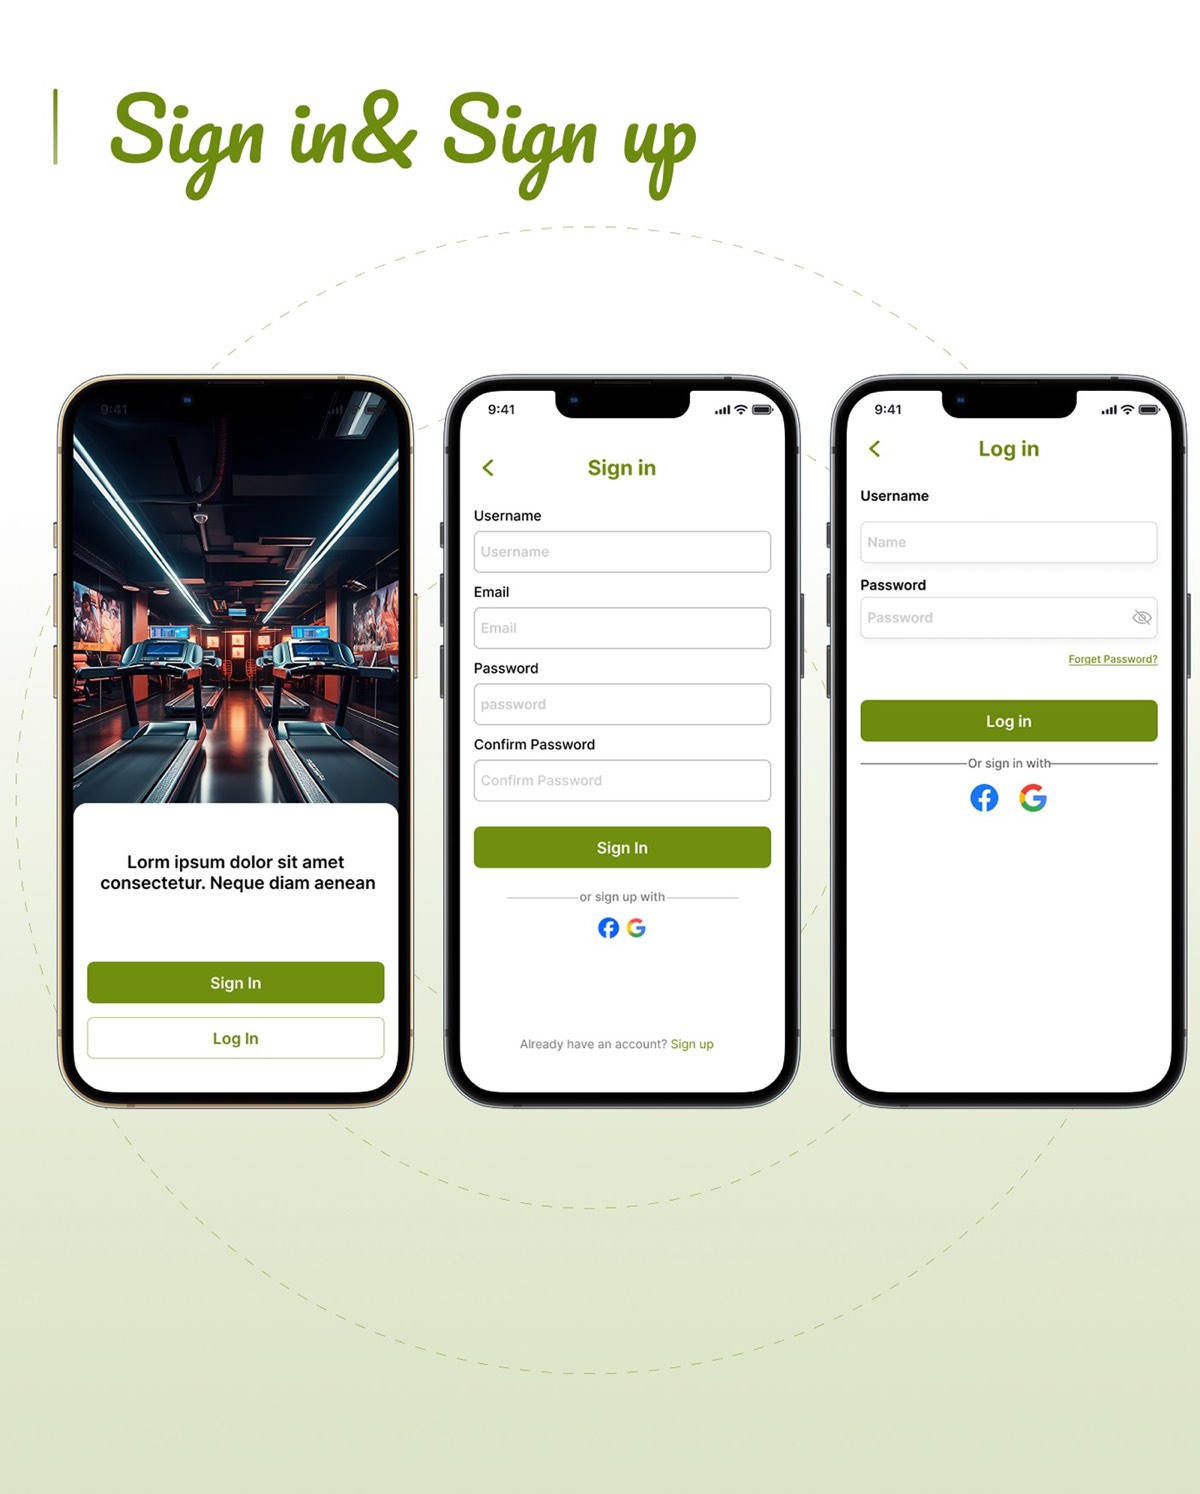 Sign in& Sign up
9:41
Lorm ipsum dolor sit amet
consectetur. Neque diam aenean
Sign In
Log In
9:41
Sign in
Username
Username
Email
Email
Password
password
Confirm Password
Confirm Password
Sign In
or sign up with
Already have an account? Sign up
9:41
Log in
Username
Name
Password
Password
Forget Password?
Log in
Or sign in with